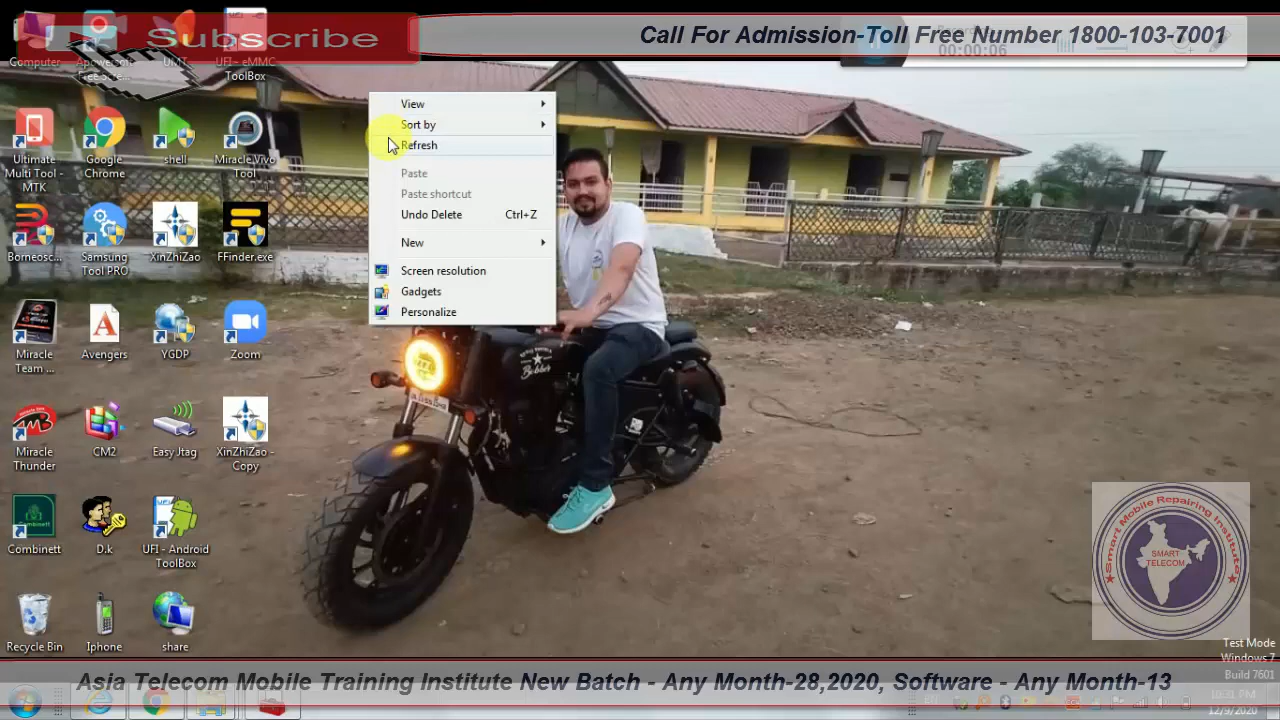 Subscribe
Call For Admission-Toll Free Number 1800-103-7001
00:00:06
Computer
Apowersoft
Free Scre...
UMT
UFI - eMMC
ToolBox
View
Sort by
Refresh
Paste
Paste shortcut
Undo Delete Ctrl+Z
New
Screen resolution
Gadgets
Personalize
Ultimate
Multi Tool -
MTK
Google
Chrome
shell
Miracle.Vivo
Tool
Borneosc...
Samsung
Tool PRO
XinZhiZao
FFinder.exe
Miracle
Team ...
Avengers
YGDP
Zoom
Miracle
Thunder
CM2
Easy Jtag
XinZhiZao -
Copy
Combinett
D.k
UFI - Android
ToolBox
Recycle Bin
Iphone
share
Bobber
Smart Mobile Repairing Institute
SMART
TELECOM
Test Mode
Windows 7
Build 7601
Asia Telecom Mobile Training Institute New Batch - Any Month-28,2020, Software - Any Month-13
12/9/2020